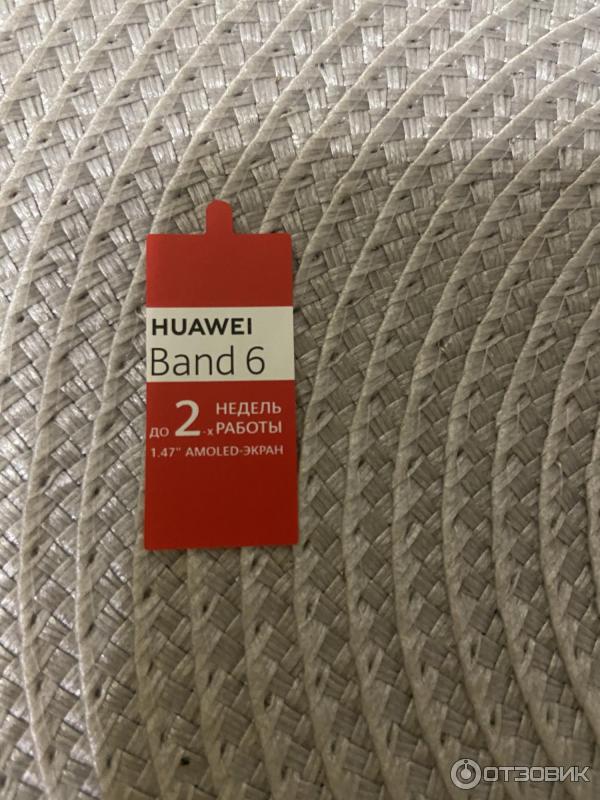 HUAWEI
Band 6
до 2-х НЕДЕЛЬ
РАБОТЫ
1.47" AMOLED-ЭКРАН
ОТЗОВИК